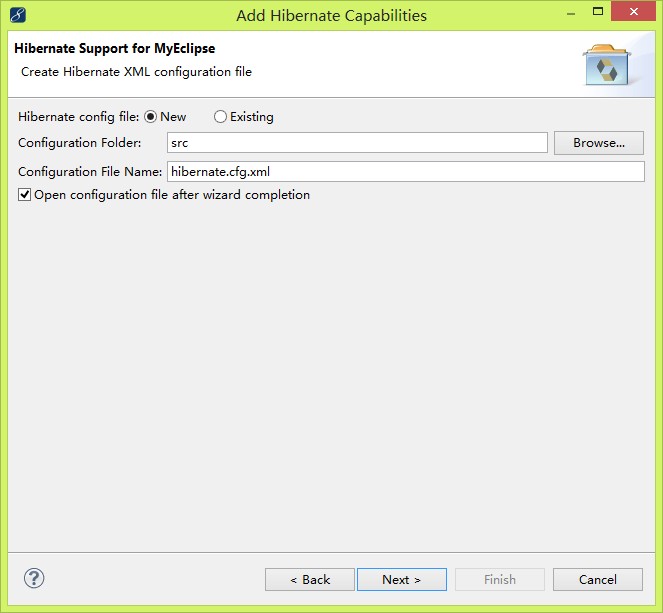 Add Hibernate Capabilities
Hibernate Support for MyEclipse
Create Hibernate XML configuration file
Hibernate config file: New Existing
Configuration Folder: src Browse...
Configuration File Name: hibernate.cfg.xml
Open configuration file after wizard completion
? < Back Next > Finish Cancel